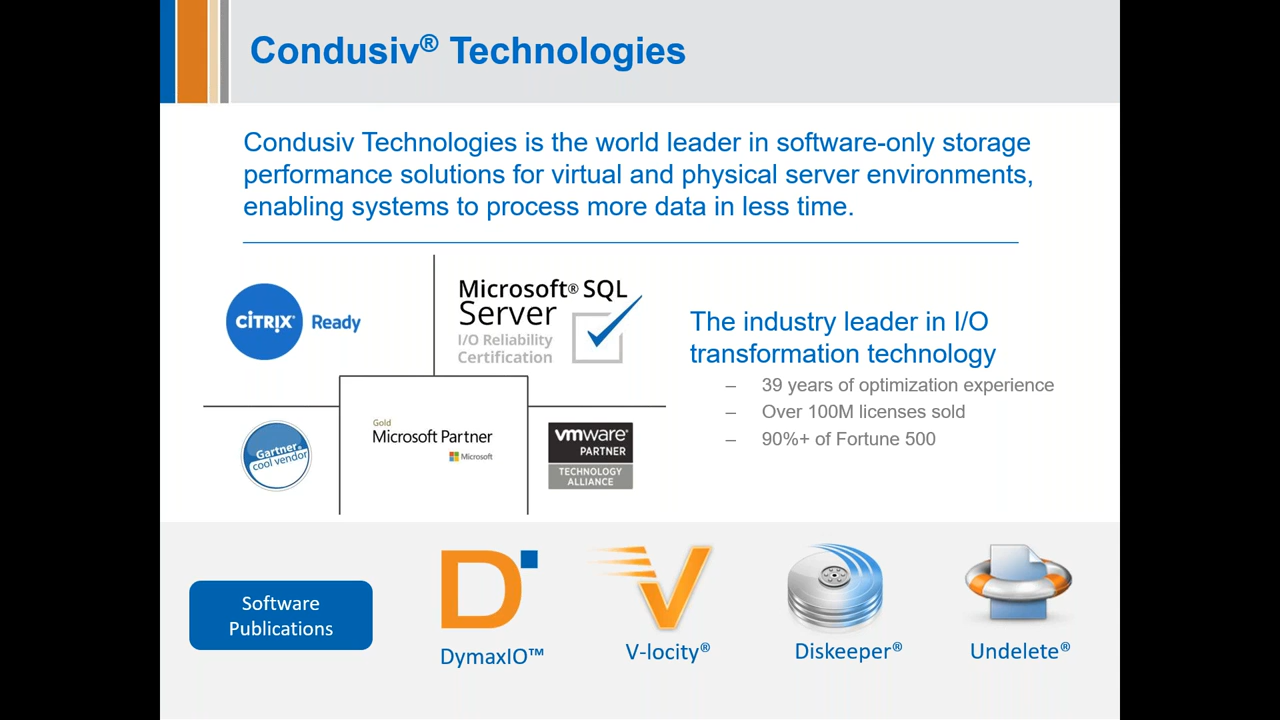 Condusiv® Technologies
Condusiv Technologies is the world leader in software-only storage
performance solutions for virtual and physical server environments,
enabling systems to process more data in less time.
CİTRIX® Ready
Microsoft® SQL
Server
I/O Reliability
Certification
The industry leader in I/O
transformation technology
– 39 years of optimization experience
– Over 100M licenses sold
– 90%+ of Fortune 500
Gartner®
cool vendor
Gold
Microsoft Partner
Microsoft
vmware®
PARTNER
TECHNOLOGY
ALLIANCE
Software
Publications
DymaxIO™
V-locity®
Diskeeper®
Undelete®